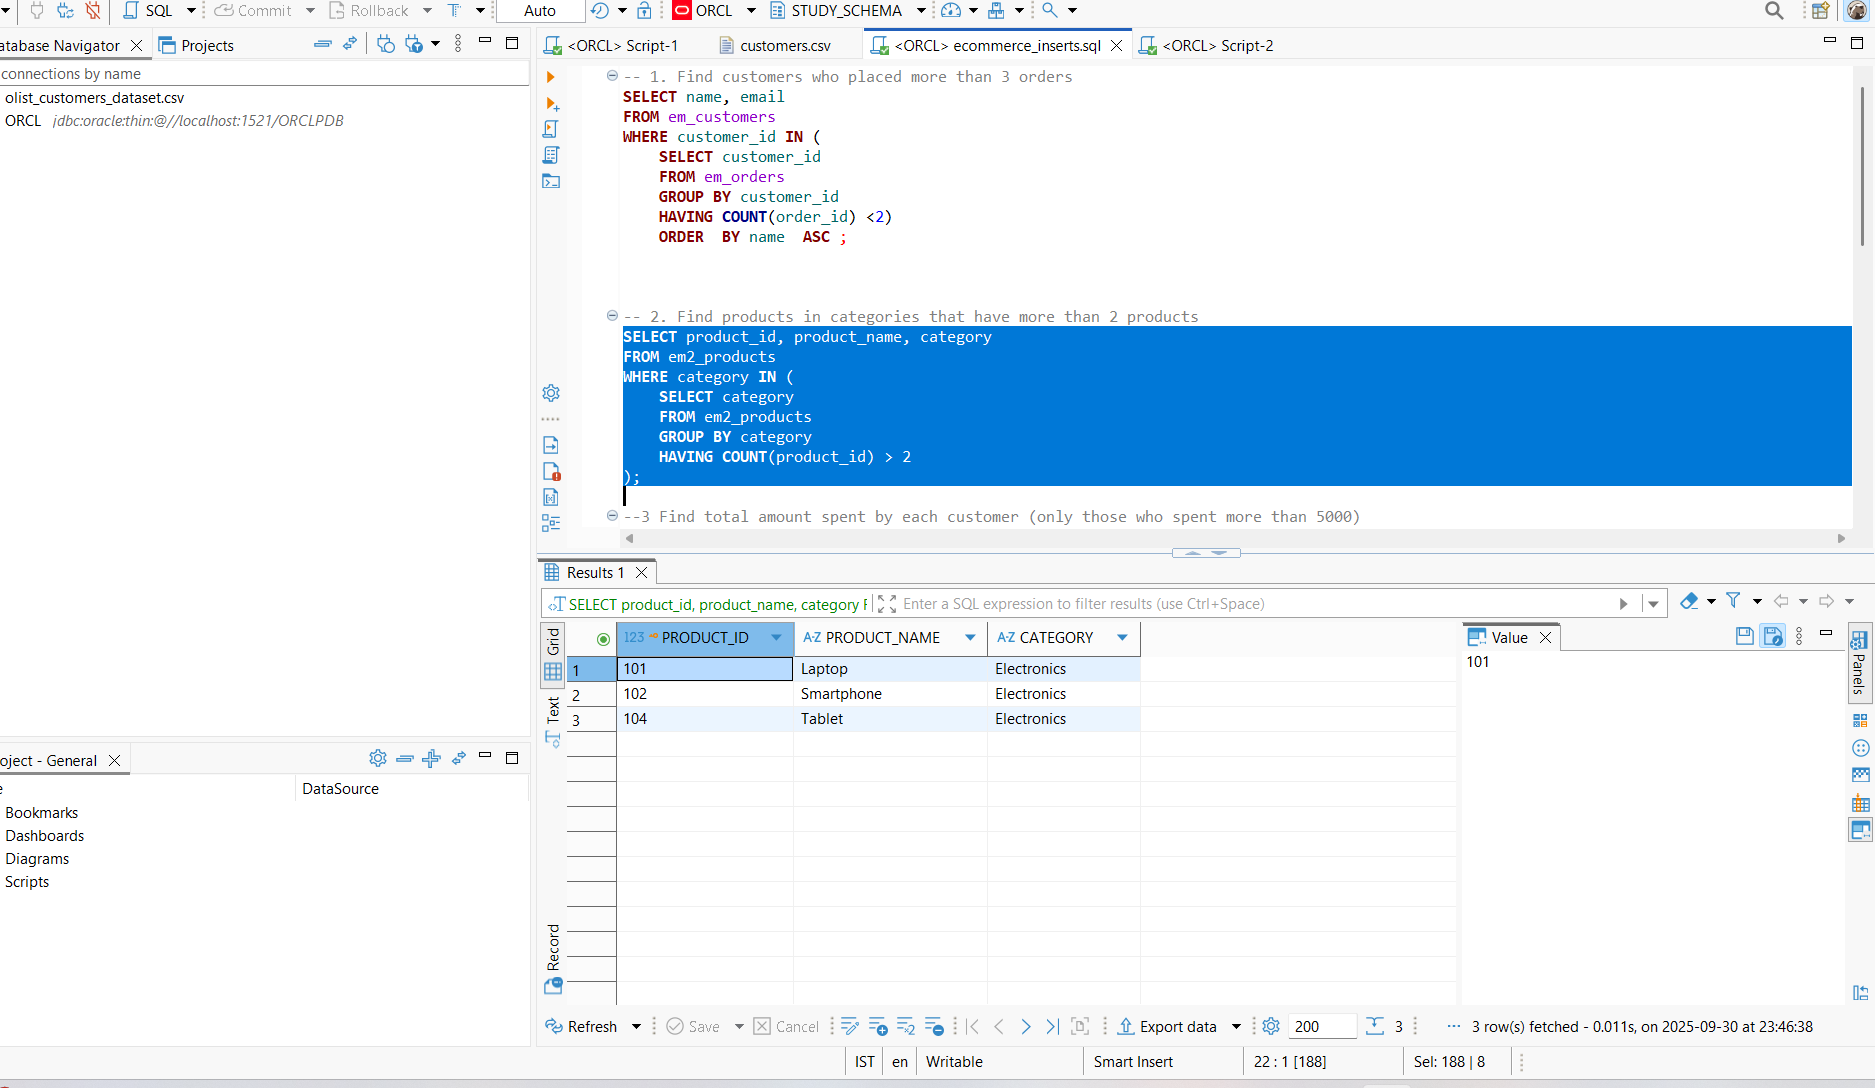 SQL Commit Rollback Auto ORCL STUDY_SCHEMA
atabase Navigator Projects
<ORCL> Script-1 customers.csv <ORCL> ecommerce_inserts.sql <ORCL> Script-2
connections by name
olist_customers_dataset.csv
ORCL jdbc:oracle:thin:@//localhost:1521/ORCLPDB
-- 1. Find customers who placed more than 3 orders
SELECT name, email
FROM em_customers
WHERE customer_id IN (
SELECT customer_id
FROM em_orders
GROUP BY customer_id
HAVING COUNT(order_id) <2)
ORDER BY name ASC ;
-- 2. Find products in categories that have more than 2 products
SELECT product_id, product_name, category
FROM em2_products
WHERE category IN (
SELECT category
FROM em2_products
GROUP BY category
HAVING COUNT(product_id) > 2
);
--3 Find total amount spent by each customer (only those who spent more than 5000)
Results 1
SELECT product_id, product_name, category F Enter a SQL expression to filter results (use Ctrl+Space)
Grid
Text
Record
123 PRODUCT_ID A-Z PRODUCT_NAME A-Z CATEGORY
1 101 Laptop Electronics
2 102 Smartphone Electronics
3 104 Tablet Electronics
Value
101
Panels
oject - General
e DataSource
Bookmarks
Dashboards
Diagrams
Scripts
Refresh Save Cancel Export data 200 3 ··· 3 row(s) fetched - 0.011s, on 2025-09-30 at 23:46:38
IST en Writable Smart Insert 22 : 1 [188] Sel: 188 | 8